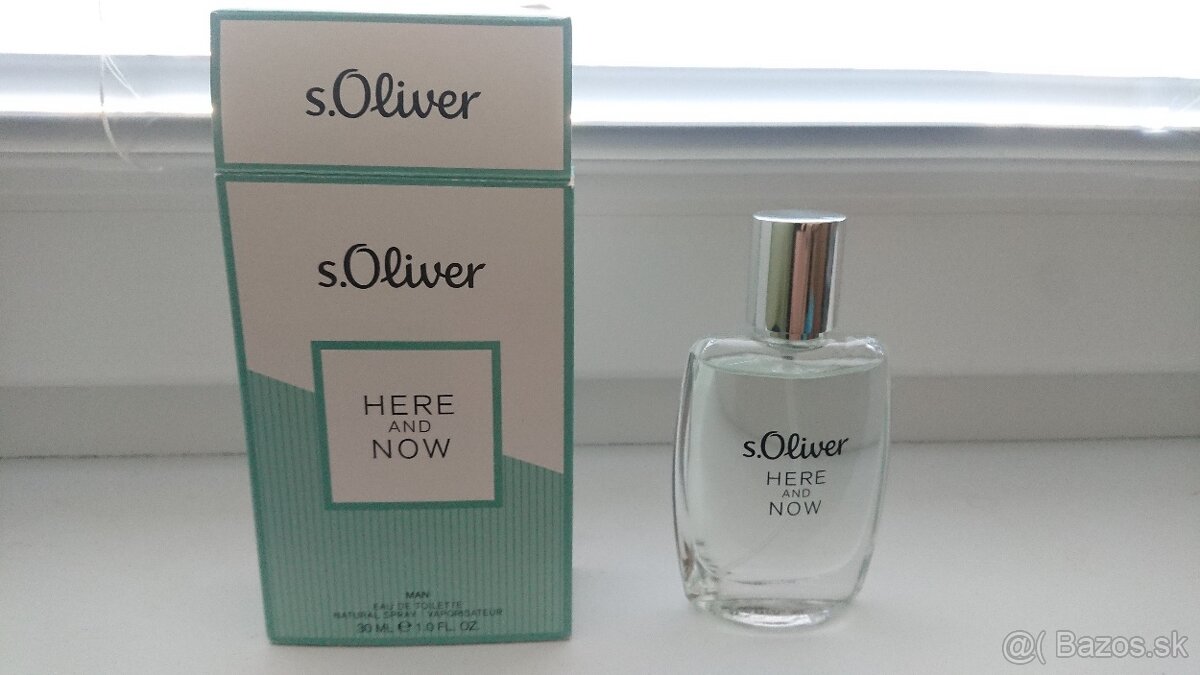 s.Oliver
s.Oliver
HERE
AND
NOW
MAN
EAU DE TOILETTE
NATURAL SPRAY · VAPORISATEUR
30 ML ℮ 1.0 FL. OZ.
s.Oliver
HERE
AND
NOW
@( Bazos.sk